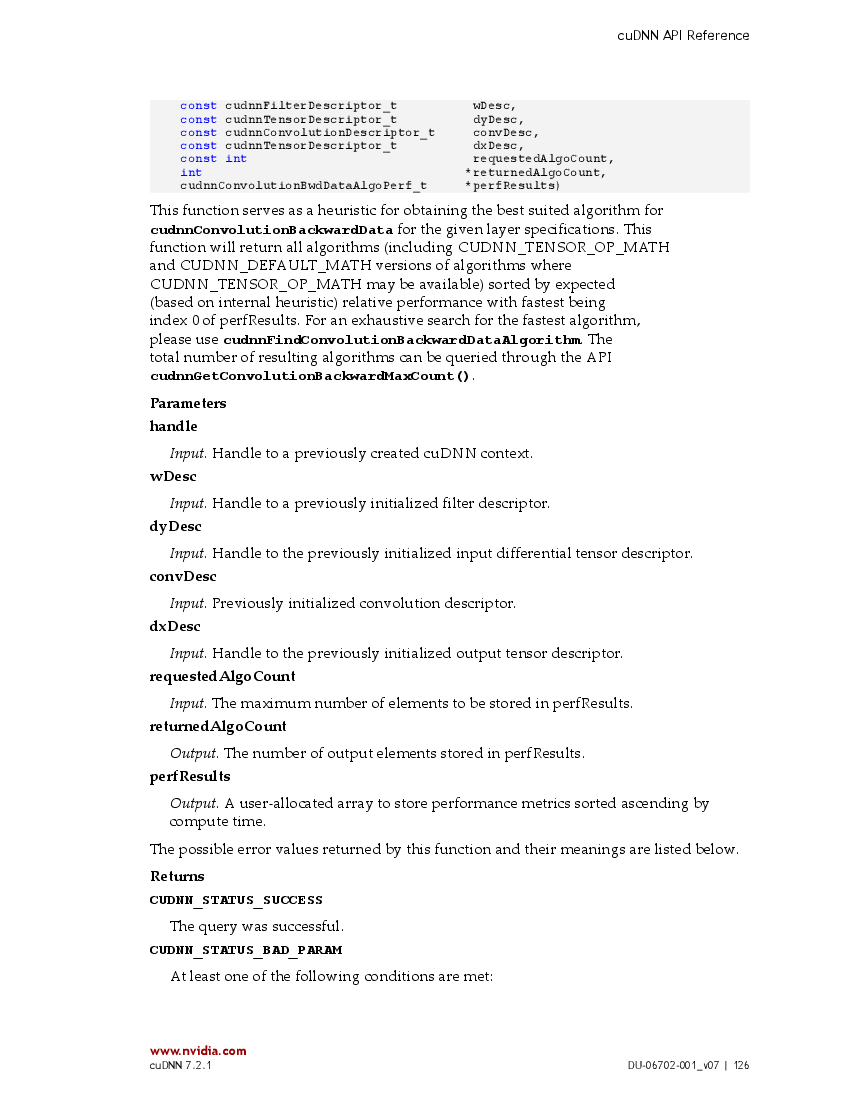 cuDNN API Reference
const cudnnFilterDescriptor_t wDesc,
const cudnnTensorDescriptor_t dyDesc,
const cudnnConvolutionDescriptor_t convDesc,
const cudnnTensorDescriptor_t dxDesc,
const int requestedAlgoCount,
int *returnedAlgoCount,
cudnnConvolutionBwdDataAlgoPerf_t *perfResults)
This function serves as a heuristic for obtaining the best suited algorithm for
cudnnConvolutionBackwardData for the given layer specifications. This
function will return all algorithms (including CUDNN_TENSOR_OP_MATH
and CUDNN_DEFAULT_MATH versions of algorithms where
CUDNN_TENSOR_OP_MATH may be available) sorted by expected
(based on internal heuristic) relative performance with fastest being
index 0 of perfResults. For an exhaustive search for the fastest algorithm,
please use cudnnFindConvolutionBackwardDataAlgorithm. The
total number of resulting algorithms can be queried through the API
cudnnGetConvolutionBackwardMaxCount().
Parameters
handle
Input. Handle to a previously created cuDNN context.
wDesc
Input. Handle to a previously initialized filter descriptor.
dyDesc
Input. Handle to the previously initialized input differential tensor descriptor.
convDesc
Input. Previously initialized convolution descriptor.
dxDesc
Input. Handle to the previously initialized output tensor descriptor.
requestedAlgoCount
Input. The maximum number of elements to be stored in perfResults.
returnedAlgoCount
Output. The number of output elements stored in perfResults.
perfResults
Output. A user-allocated array to store performance metrics sorted ascending by
compute time.
The possible error values returned by this function and their meanings are listed below.
Returns
CUDNN_STATUS_SUCCESS
The query was successful.
CUDNN_STATUS_BAD_PARAM
At least one of the following conditions are met:
www.nvidia.com
cuDNN 7.2.1 DU-06702-001_v07 | 126